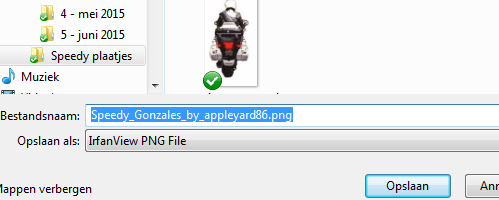 4 - mei 2015
5 - juni 2015
Speedy plaatjes
Muziek
Bestandsnaam: Speedy_Gonzales_by_appleyard86.png
Opslaan als: IrfanView PNG File
Mappen verbergen
Opslaan
Ann